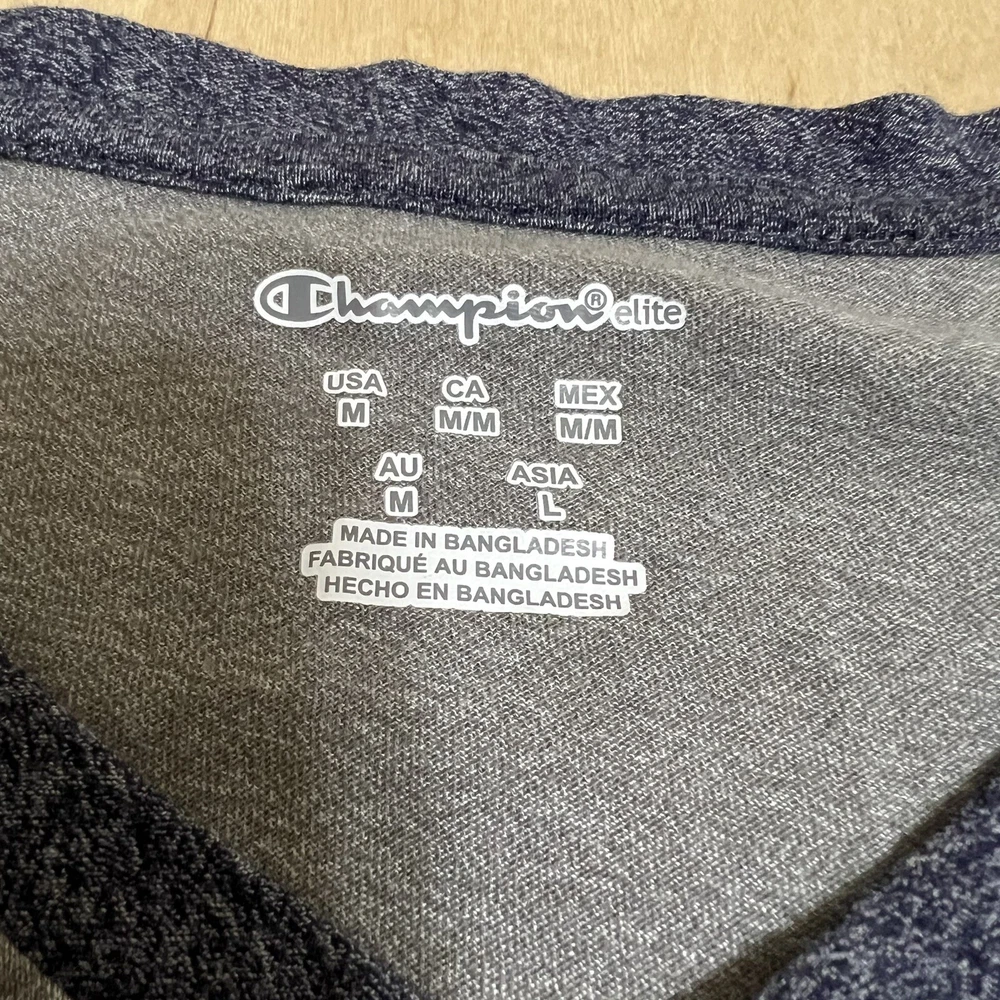 Champion® elite
USA CA MEX
M M/M M/M
AU ASIA
M L
MADE IN BANGLADESH
FABRIQUÉ AU BANGLADESH
HECHO EN BANGLADESH